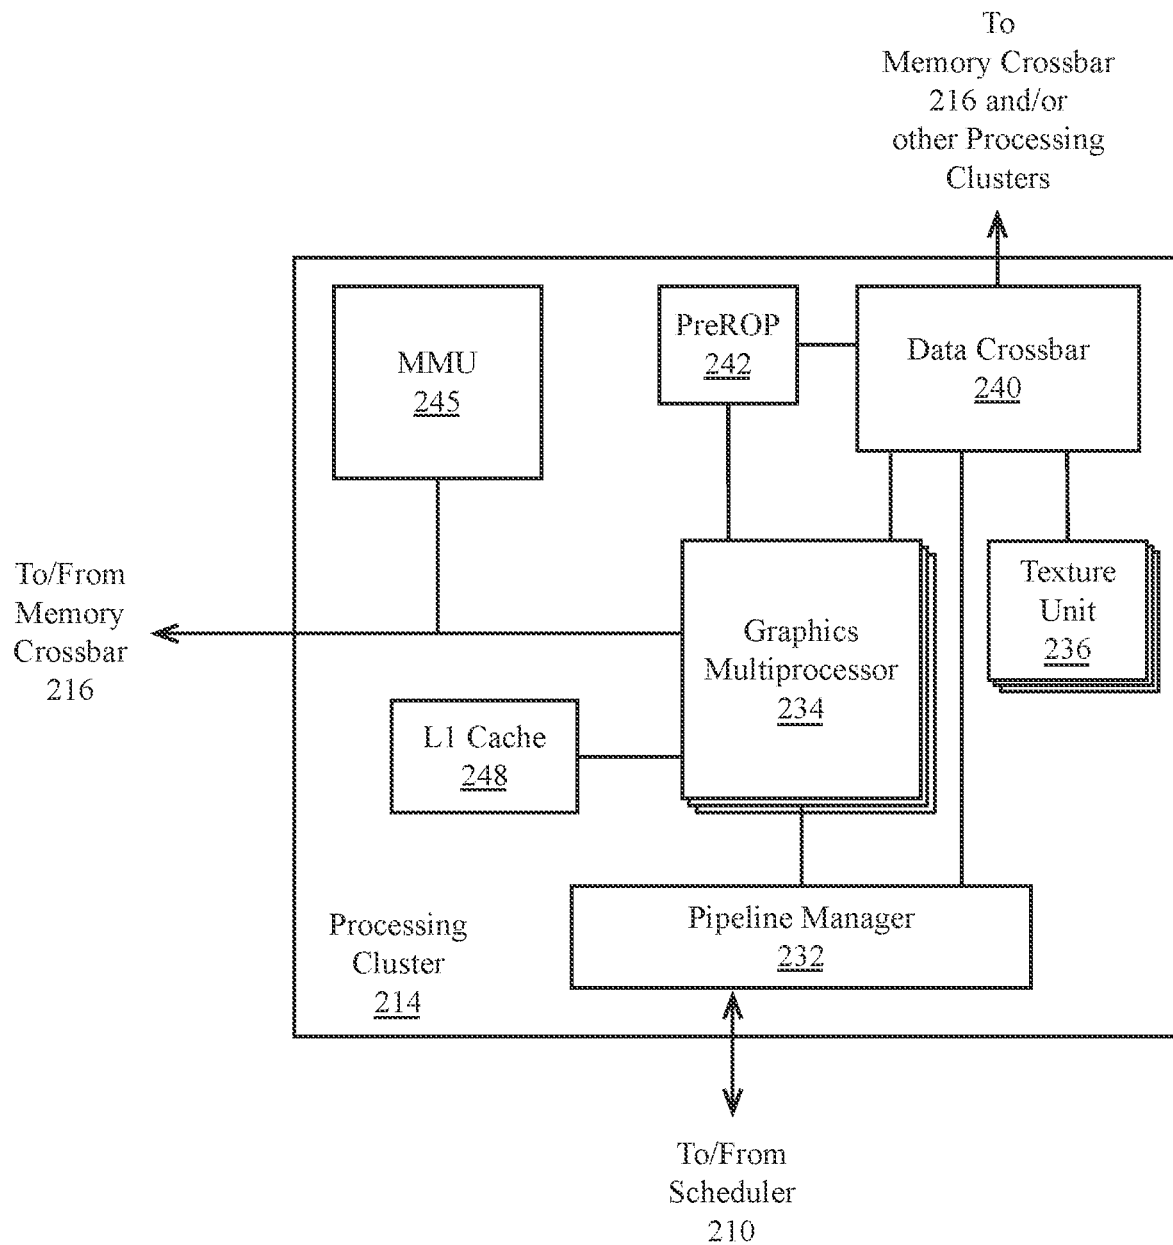 To
Memory Crossbar
216 and/or
other Processing
Clusters
MMU
245
PreROP
242
Data Crossbar
240
To/From
Memory
Crossbar
216
Graphics
Multiprocessor
234
Texture
Unit
236
L1 Cache
248
Pipeline Manager
232
Processing
Cluster
214
To/From
Scheduler
210